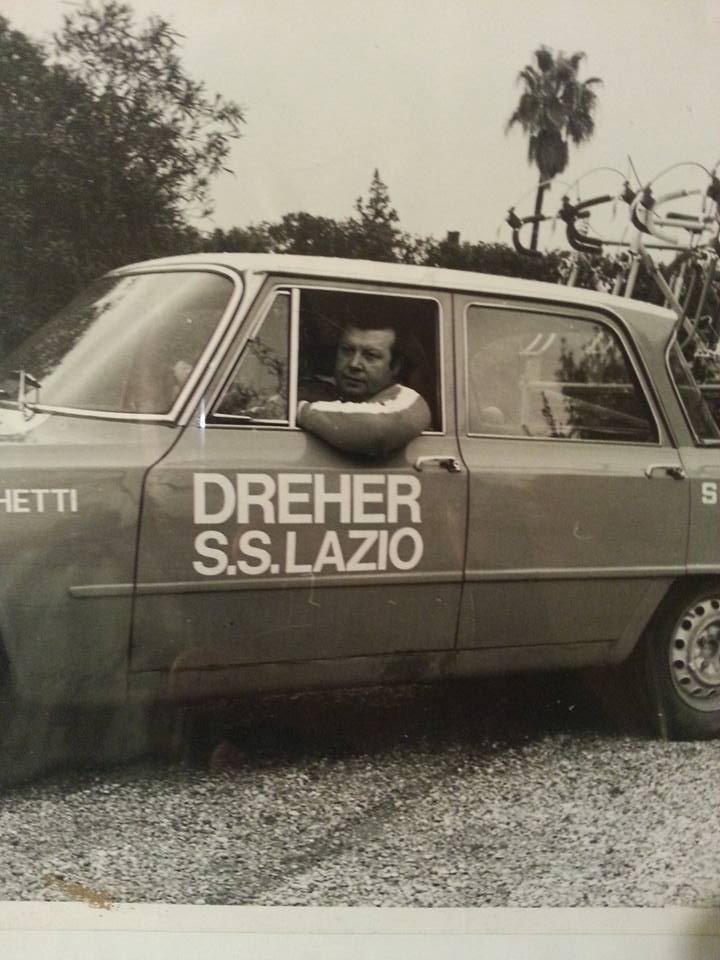 HETTI
DREHER
S.S. LAZIO
S